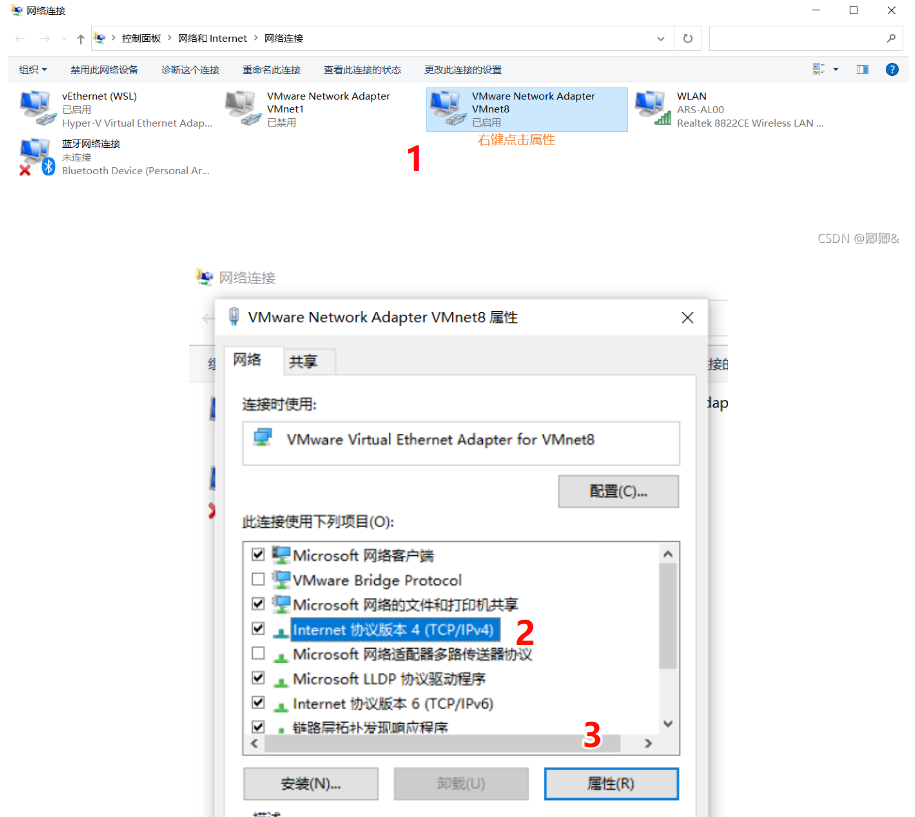 网络连接
控制面板 > 网络和 Internet > 网络连接
组织 禁用此网络设备 诊断这个连接 重命名此连接 查看此连接的状态 更改此连接的设置
vEthernet (WSL)
已启用
Hyper-V Virtual Ethernet Adap...
VMware Network Adapter
VMnet1
已禁用
VMware Network Adapter
VMnet8
已启用
WLAN
ARS-AL00
Realtek 8822CE Wireless LAN ...
右键点击属性
蓝牙网络连接
未连接
Bluetooth Device (Personal Ar...
1
CSDN @卿卿&
网络连接
VMware Network Adapter VMnet8 属性
网络 共享
连接时使用:
VMware Virtual Ethernet Adapter for VMnet8
配置(C)...
此连接使用下列项目(O):
Microsoft 网络客户端
VMware Bridge Protocol
Microsoft 网络的文件和打印机共享
Internet 协议版本 4 (TCP/IPv4)
2
Microsoft 网络适配器多路传送器协议
Microsoft LLDP 协议驱动程序
Internet 协议版本 6 (TCP/IPv6)
链路层拓扑发现响应程序
3
安装(N)... 卸载(U) 属性(R)